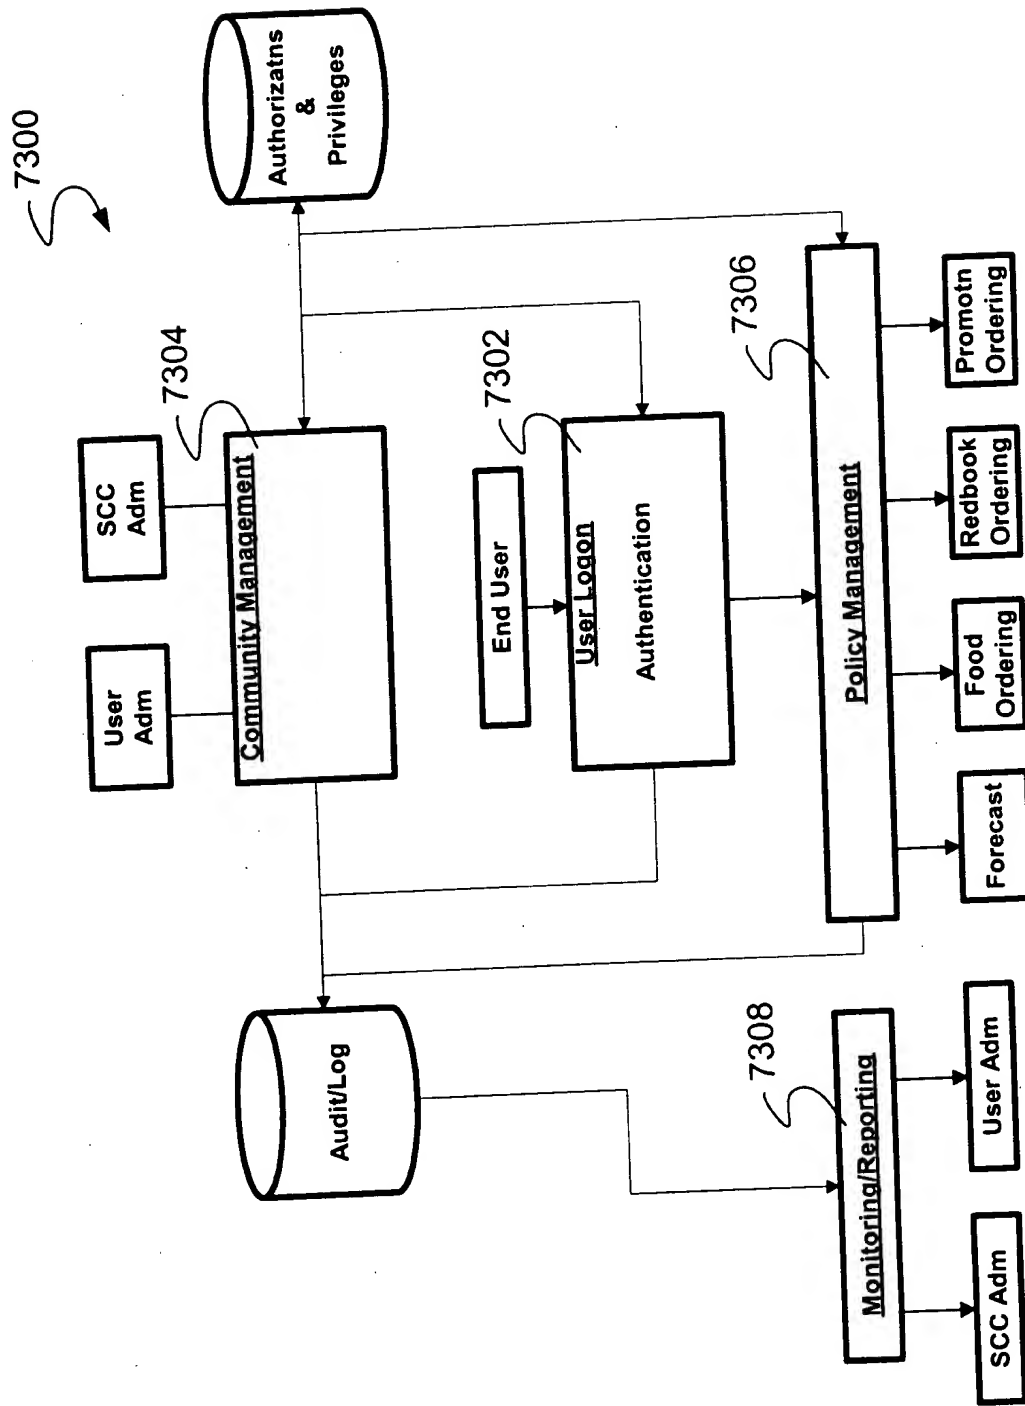 7300
User
Adm
SCC
Adm
7304
Community Management
Authorizatns
&
Privileges
Audit/Log
End User
7302
User Logon
Authentication
7306
Policy Management
7308
Monitoring/Reporting
SCC Adm
User Adm
Forecast
Food
Ordering
Redbook
Ordering
Promotn
Ordering